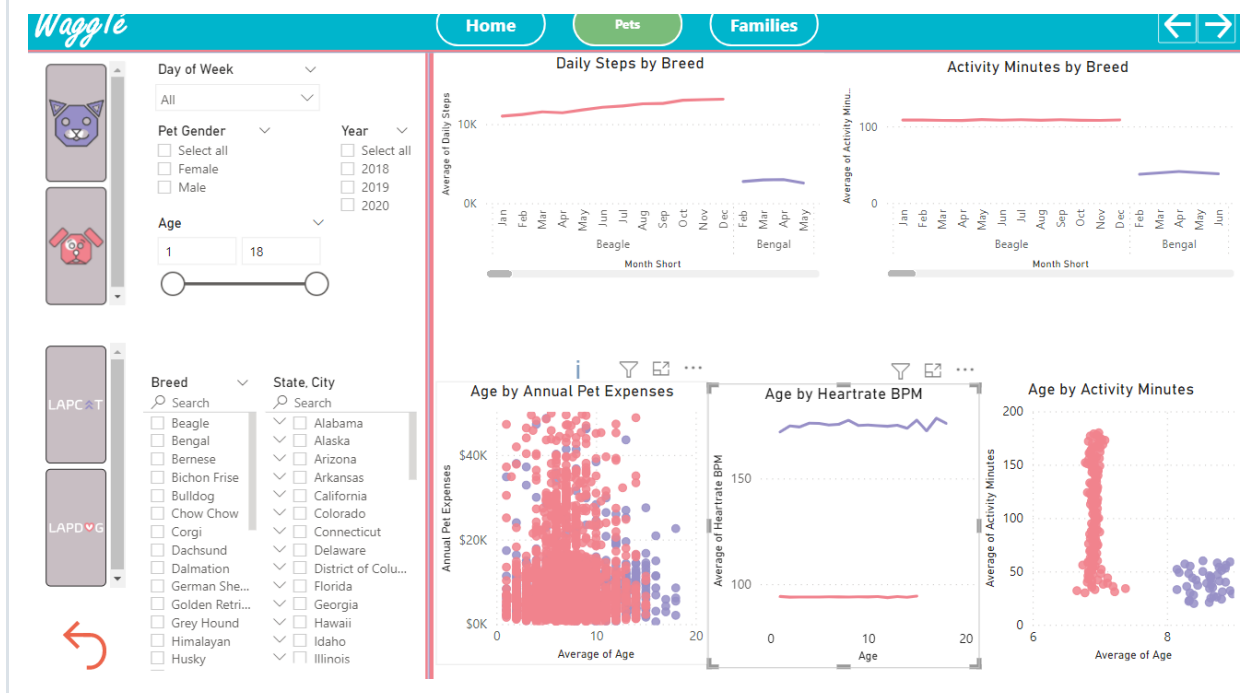 Wagglé
Home
Pets
Families
Day of Week
All
Pet Gender
Select all
Female
Male
Year
Select all
2018
2019
2020
Age
1
18
LAPC T
LAPD G
Breed
Search
Beagle
Bengal
Bernese
Bichon Frise
Bulldog
Chow Chow
Corgi
Dachsund
Dalmation
German She...
Golden Retri...
Grey Hound
Himalayan
Husky
State, City
Search
Alabama
Alaska
Arizona
Arkansas
California
Colorado
Connecticut
Delaware
District of Colu...
Florida
Georgia
Hawaii
Idaho
Illinois
Daily Steps by Breed
Average of Daily Steps
10K
0K
Jan Feb Mar Apr May Jun Jul Aug Sep Oct Nov Dec Feb Mar Apr May
Beagle Bengal
Month Short
Activity Minutes by Breed
Average of Activity Minu...
100
0
Jan Feb Mar Apr May Jun Jul Aug Sep Oct Nov Dec Feb Mar Apr May Jun
Beagle Bengal
Month Short
i
Age by Annual Pet Expenses
Annual Pet Expenses
$40K
$20K
$0K
0 10 20
Average of Age
Age by Heartrate BPM
Average of Heartrate BPM
150
100
0 10 20
Age
Age by Activity Minutes
Average of Activity Minutes
200
150
100
50
0
6 8
Average of Age